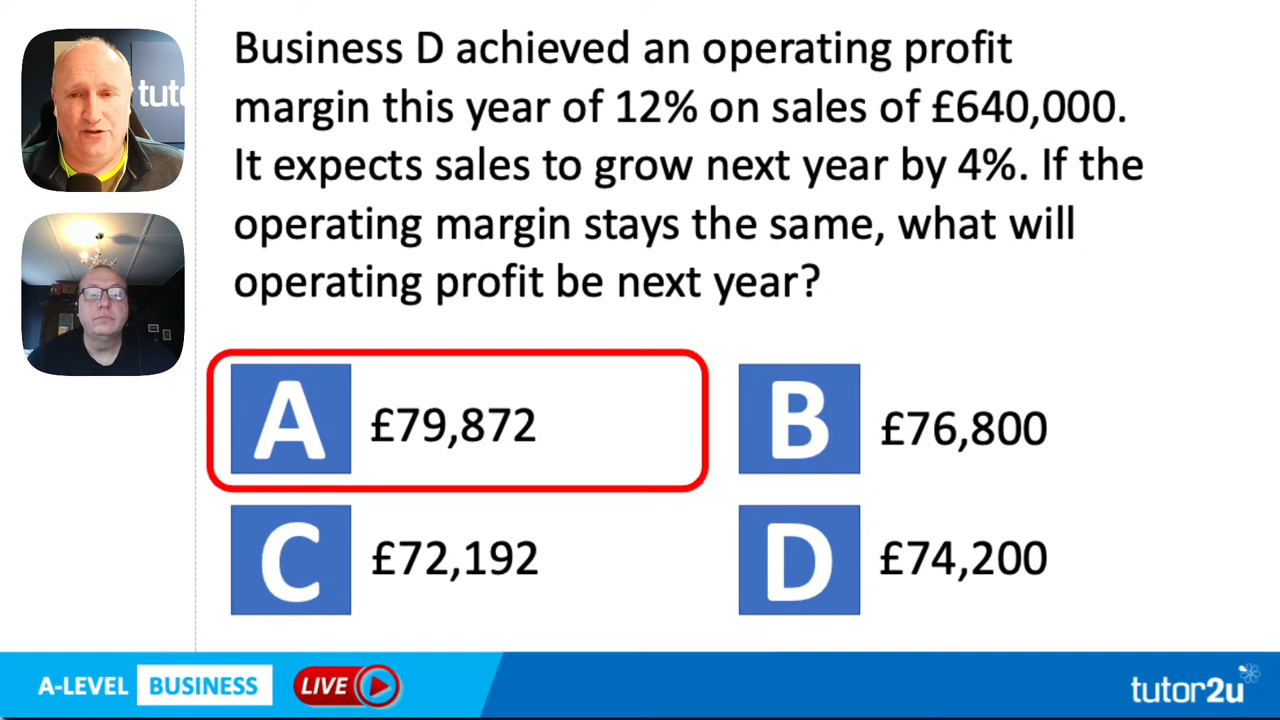 tuto
Business D achieved an operating profit
margin this year of 12% on sales of £640,000.
It expects sales to grow next year by 4%. If the
operating margin stays the same, what will
operating profit be next year?
A £79,872
B £76,800
C £72,192
D £74,200
A-LEVEL BUSINESS LIVE
tutor2u